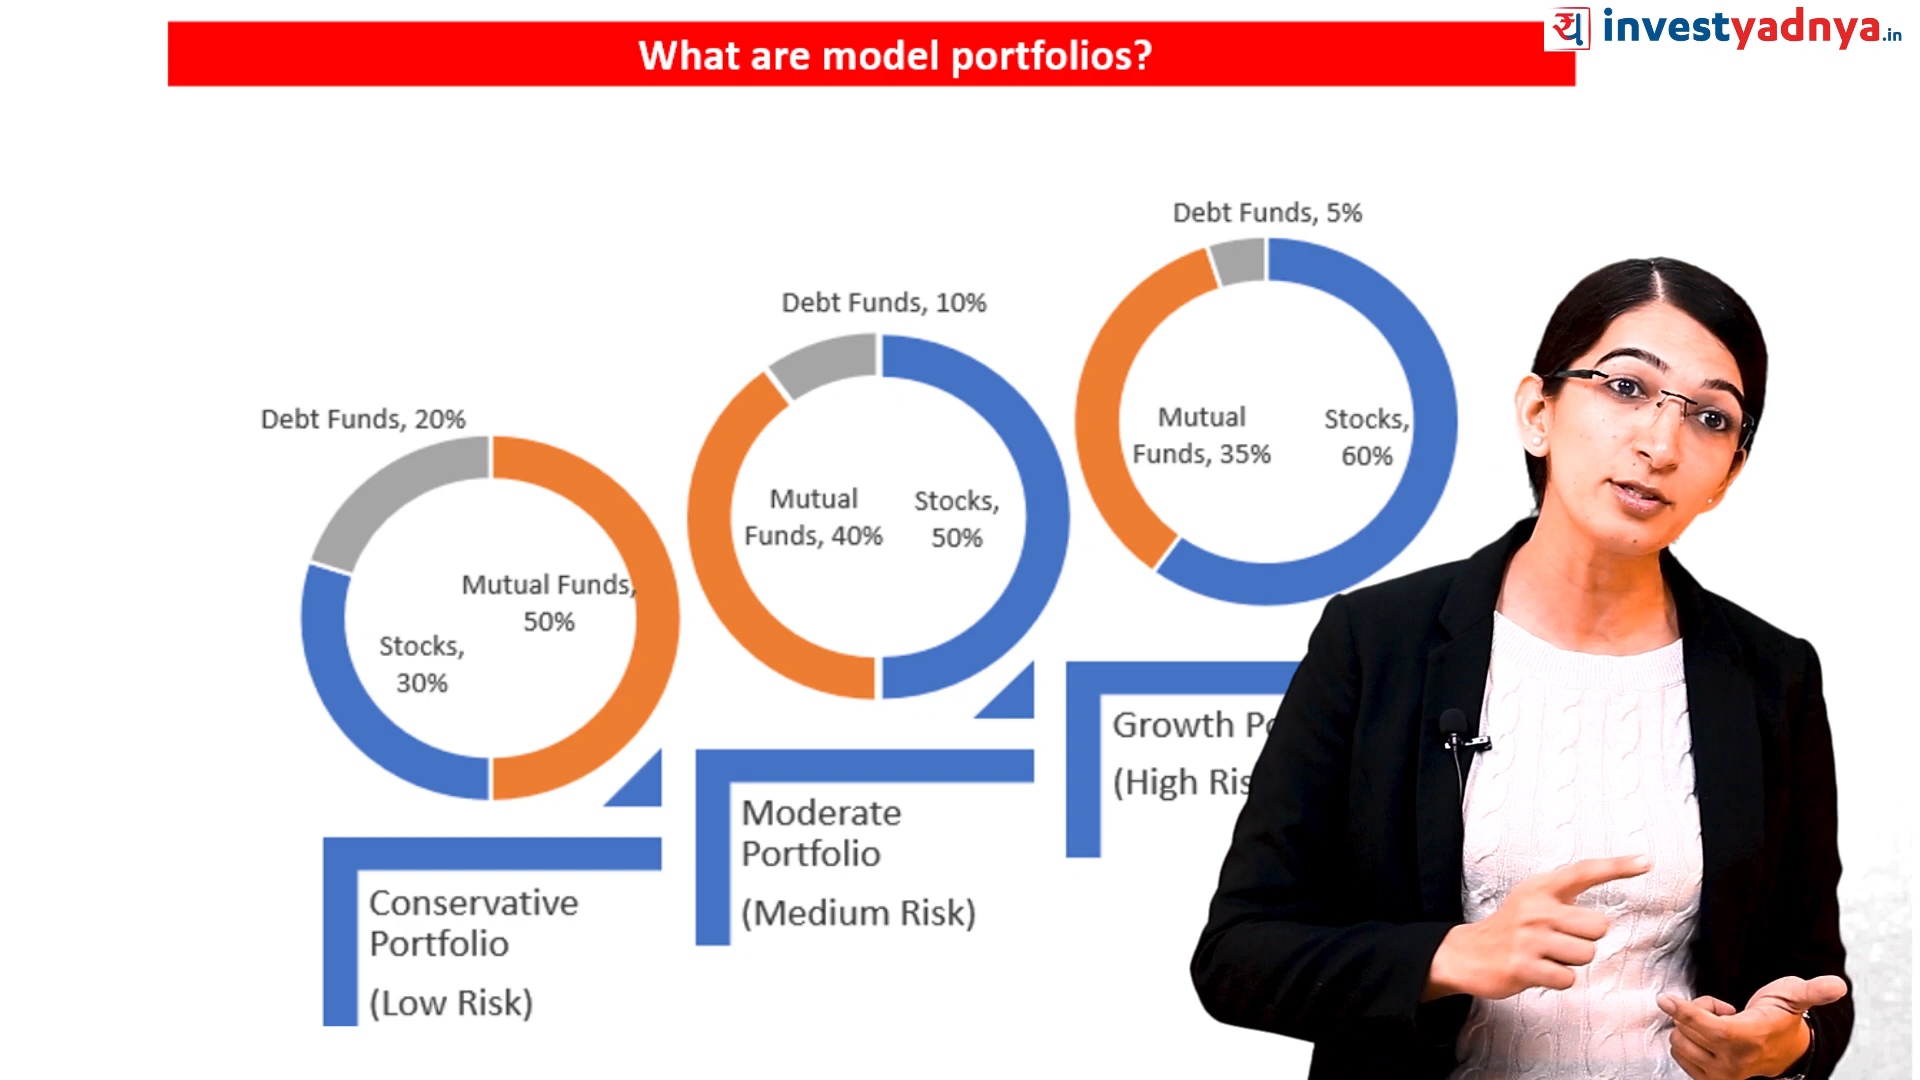 What are model portfolios?
investyadnya.in
Debt Funds, 5%
Mutual
Funds, 35%
Stocks,
60%
Debt Funds, 10%
Mutual
Funds, 40%
Stocks,
50%
Debt Funds, 20%
Mutual Funds,
50%
Stocks,
30%
Growth
(High
Moderate
Portfolio
(Medium Risk)
Conservative
Portfolio
(Low Risk)